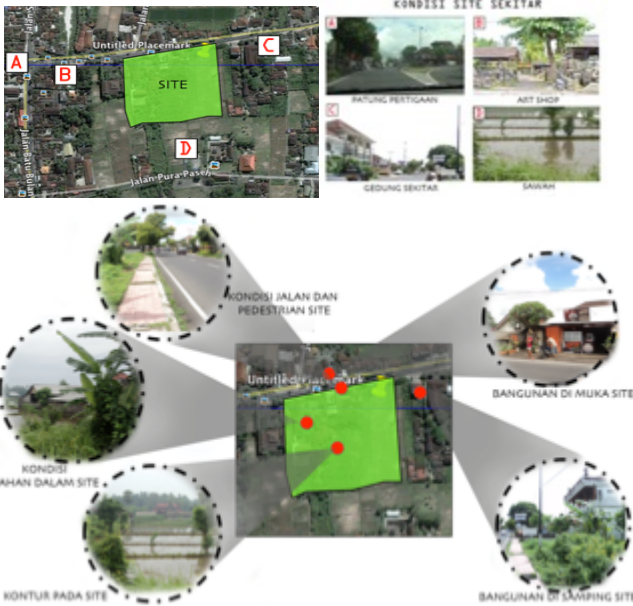 KONDISI SITE SEKITAR
Untitled Placemark
A
B
C
SITE
D
Jalan Pura Paseh
A
PATUNG PERTIGAAN
B
ART SHOP
C
GEDUNG SEKITAR
D
SAWAH
KONDISI JALAN DAN
PEDESTRIAN SITE
BANGUNAN DI MUKA SITE
Untitled Placemark
KONDISI
AHAN DALAM SITE
KONTUR PADA SITE
BANGUNAN DI SAMPING SITE